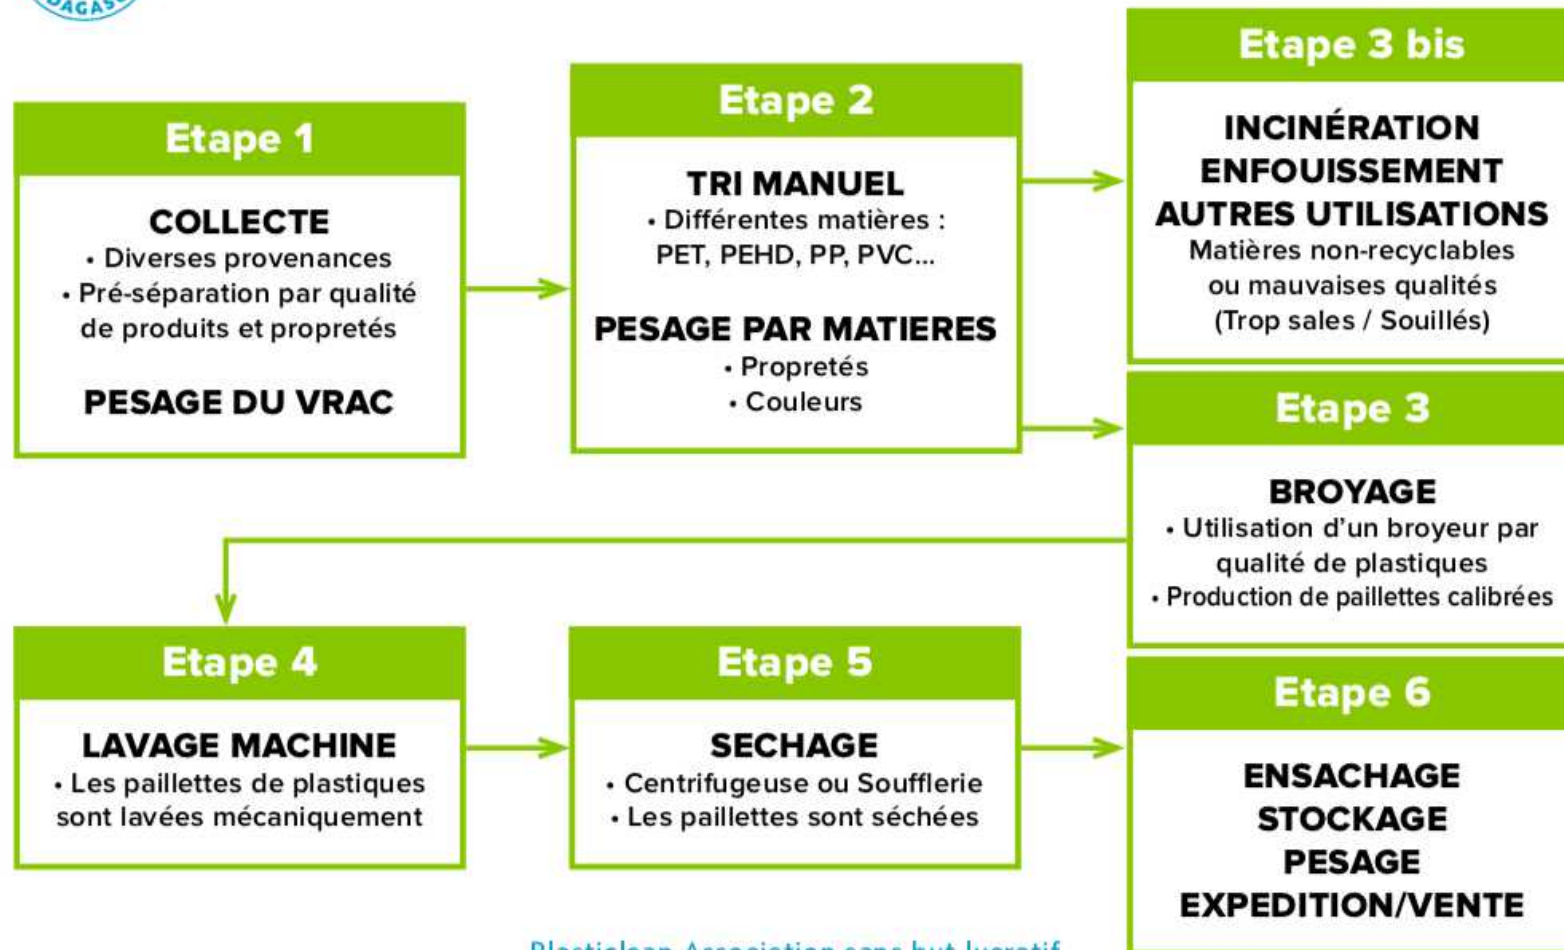 Etape 1
COLLECTE
• Diverses provenances
• Pré-séparation par qualité
de produits et propretés
PESAGE DU VRAC
Etape 2
TRI MANUEL
• Différentes matières :
PET, PEHD, PP, PVC...
PESAGE PAR MATIERES
• Propretés
• Couleurs
Etape 3 bis
INCINÉRATION
ENFOUISSEMENT
AUTRES UTILISATIONS
Matières non-recyclables
ou mauvaises qualités
(Trop sales / Souillés)
Etape 3
BROYAGE
• Utilisation d'un broyeur par
qualité de plastiques
• Production de paillettes calibrées
Etape 4
LAVAGE MACHINE
• Les paillettes de plastiques
sont lavées mécaniquement
Etape 5
SECHAGE
• Centrifugeuse ou Soufflerie
• Les paillettes sont séchées
Etape 6
ENSACHAGE
STOCKAGE
PESAGE
EXPEDITION/VENTE
Association sans but lucratif